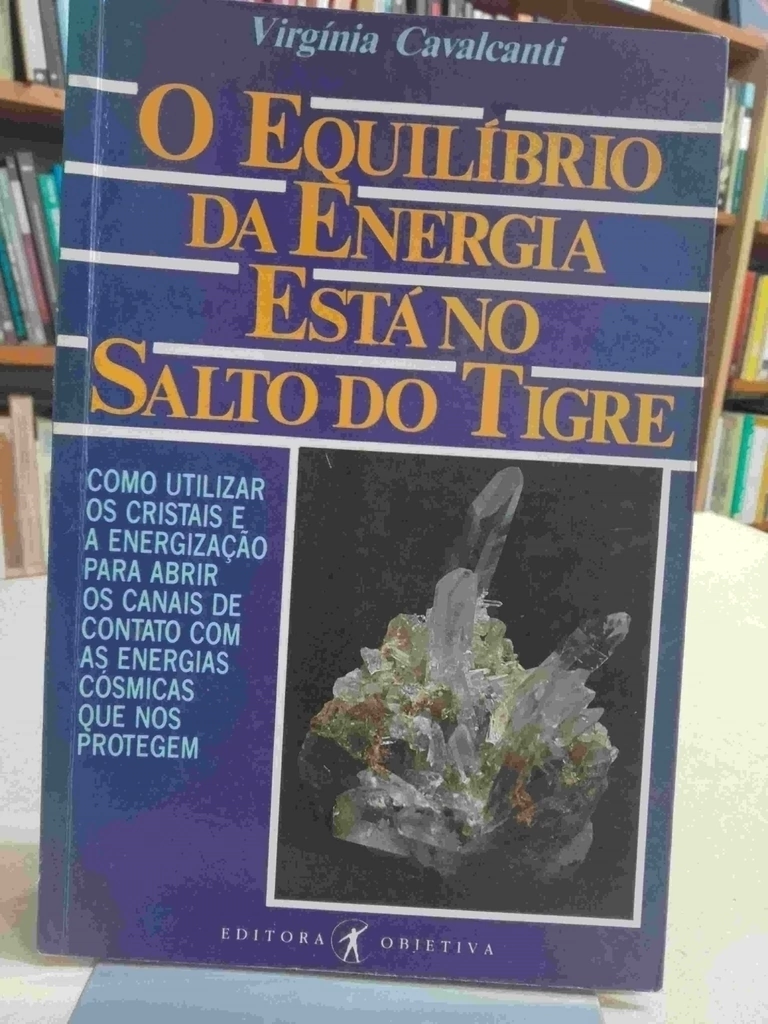 Virgínia Cavalcanti
O EQUILÍBRIO
DA ENERGIA
ESTÁ NO
SALTO DO TIGRE
COMO UTILIZAR
OS CRISTAIS E
A ENERGIZAÇÃO
PARA ABRIR
OS CANAIS DE
CONTATO COM
AS ENERGIAS
CÓSMICAS
QUE NOS
PROTEGEM
EDITORA OBJETIVA